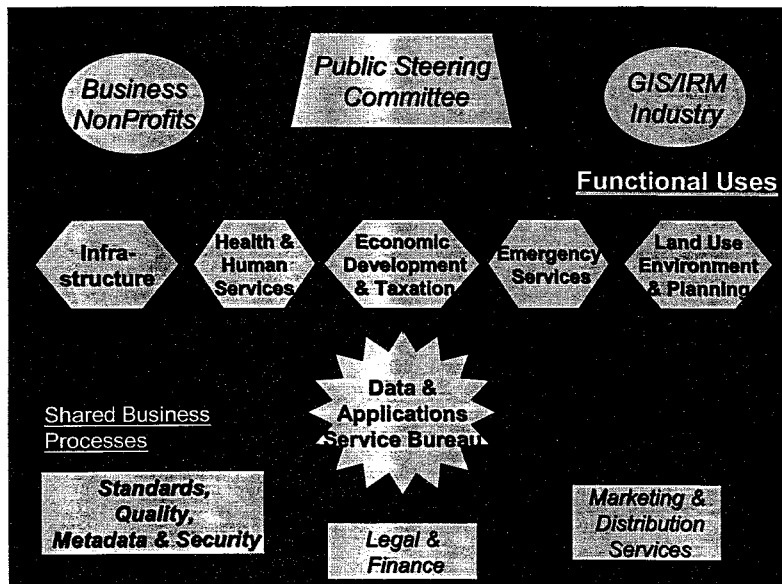 Business
NonProfits
Public Steering
Committee
GIS/IRM
Industry
Functional Uses
Infra-
structure
Health &
Human
Services
Economic
Development
& Taxation
Emergency
Services
Land Use
Environment
& Planning
Data &
Applications
Service Bureau
Shared Business
Processes
Standards,
Quality,
Metadata & Security
Legal &
Finance
Marketing &
Distribution
Services